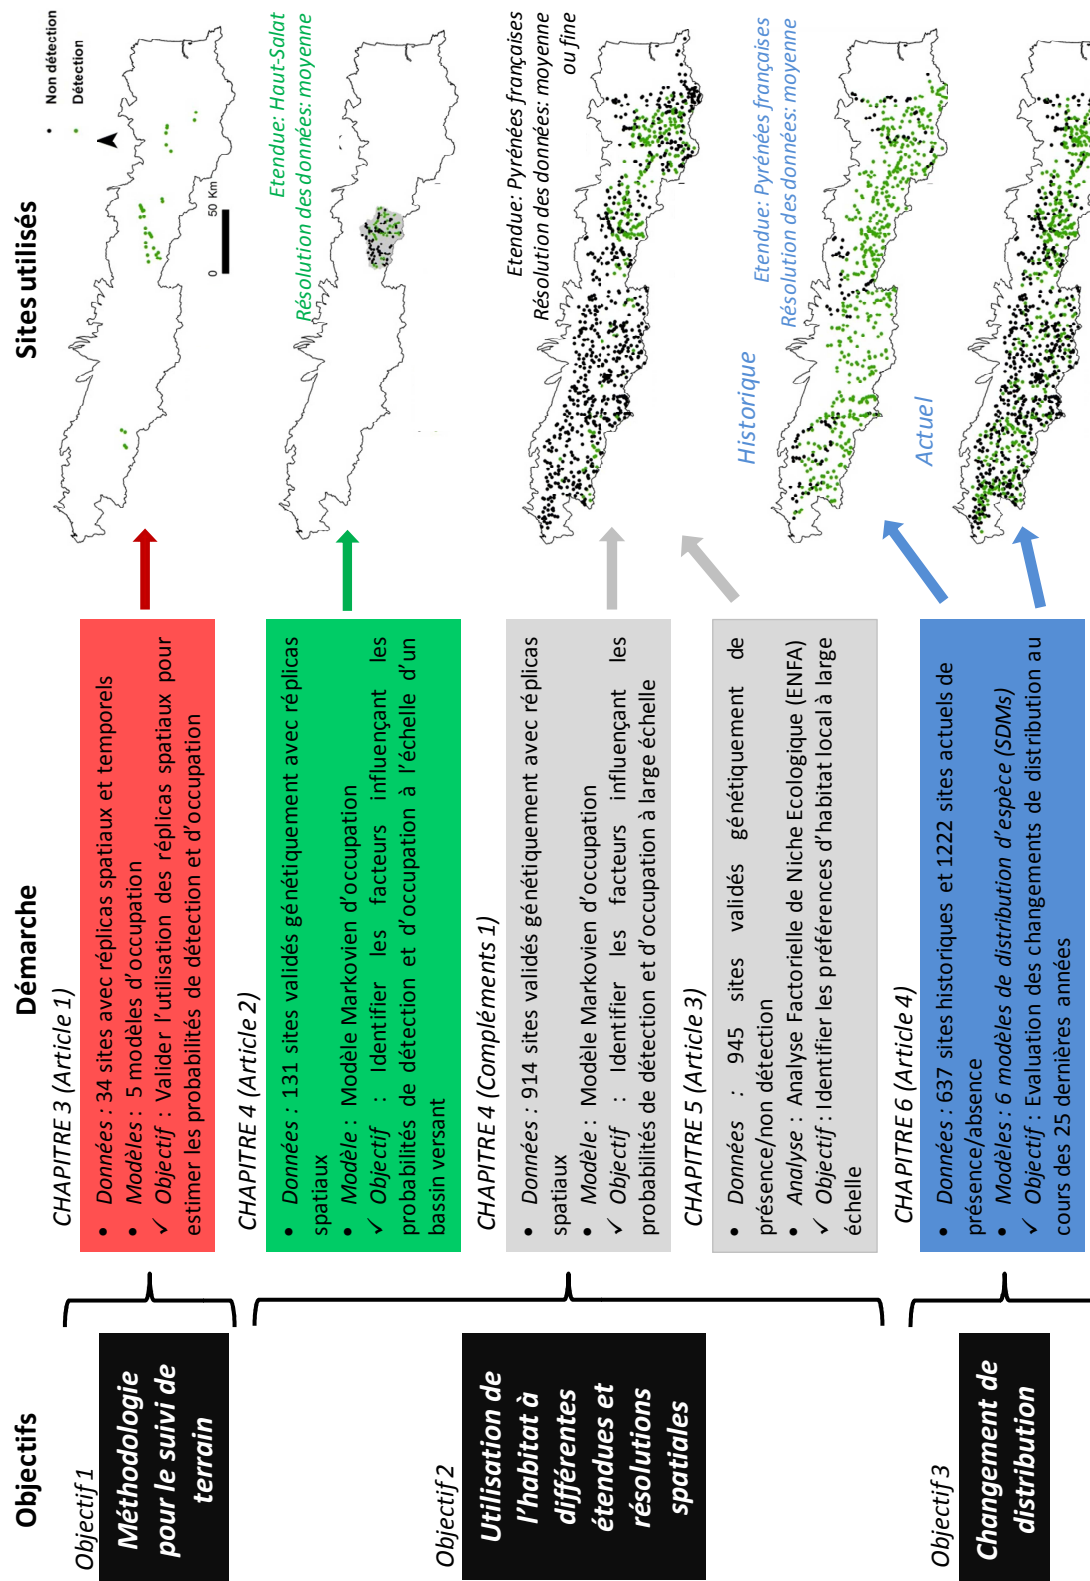 Objectifs
Démarche
Sites utilisés
Objectif 1
Méthodologie
pour le suivi de
terrain
CHAPITRE 3 (Article 1)
• Données : 34 sites avec réplicas spatiaux et temporels
• Modèles : 5 modèles d'occupation
✓ Objectif : Valider l'utilisation des réplicas spatiaux pour
estimer les probabilités de détection et d'occupation
• Non détection
• Détection
0 50 Km
Objectif 2
Utilisation de
l'habitat à
différentes
étendues et
résolutions
spatiales
CHAPITRE 4 (Article 2)
• Données : 131 sites validés génétiquement avec réplicas
spatiaux
• Modèle : Modèle Markovien d'occupation
✓ Objectif : Identifier les facteurs influençant les
probabilités de détection et d'occupation à l'échelle d'un
bassin versant
Etendue: Haut-Salat
Résolution des données: moyenne
CHAPITRE 4 (Compléments 1)
• Données : 914 sites validés génétiquement avec réplicas
spatiaux
• Modèle : Modèle Markovien d'occupation
✓ Objectif : Identifier les facteurs influençant les
probabilités de détection et d'occupation à large échelle
Etendue: Pyrénées françaises
Résolution des données: moyenne
ou fine
CHAPITRE 5 (Article 3)
• Données : 945 sites validés génétiquement de
présence/non détection
• Analyse : Analyse Factorielle de Niche Ecologique (ENFA)
✓ Objectif : Identifier les préférences d'habitat local à large
échelle
Objectif 3
Changement de
distribution
CHAPITRE 6 (Article 4)
• Données : 637 sites historiques et 1222 sites actuels de
présence/absence
• Modèles : 6 modèles de distribution d'espèce (SDMs)
✓ Objectif : Evaluation des changements de distribution au
cours des 25 dernières années
Historique
Etendue: Pyrénées françaises
Résolution des données: moyenne
Actuel